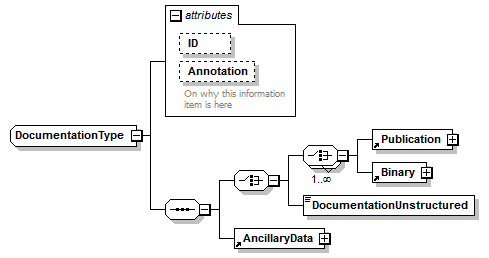 attributes
ID
Annotation
On why this information
item is here
DocumentationType
Publication
1..∞
Binary
DocumentationUnstructured
AncillaryData